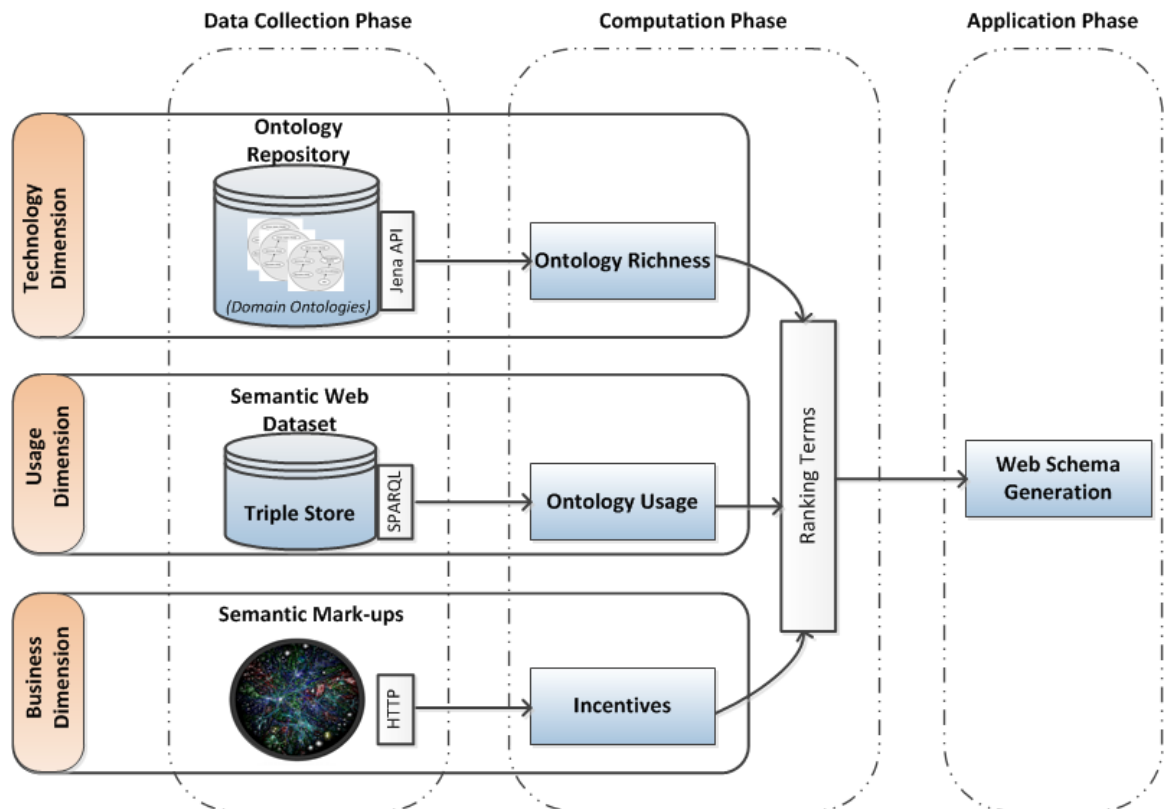 Data Collection Phase
Computation Phase
Application Phase
Technology
Dimension
Ontology
Repository
(Domain Ontologies)
Jena API
Ontology Richness
Usage
Dimension
Semantic Web
Dataset
Triple Store
SPARQL
Ontology Usage
Ranking Terms
Web Schema
Generation
Business
Dimension
Semantic Mark-ups
HTTP
Incentives